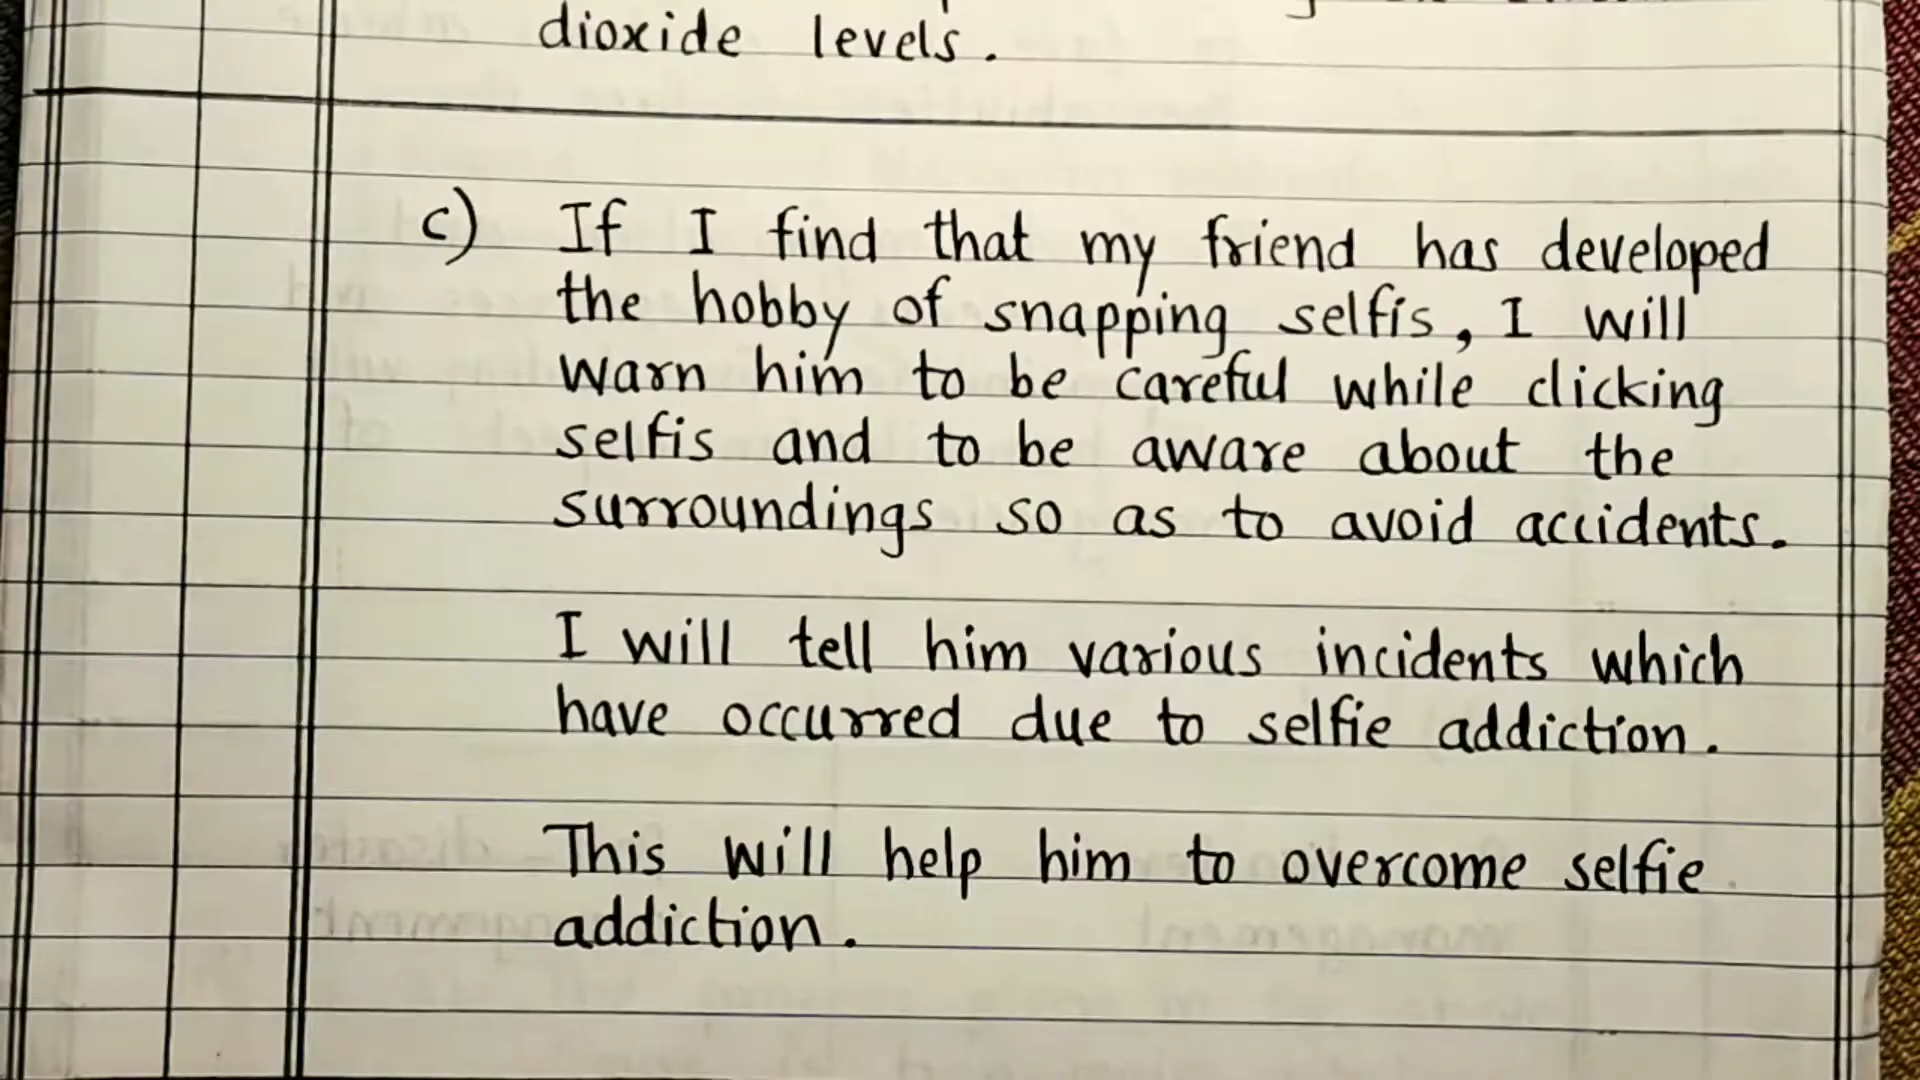 dioxide levels.
c) If I find that my friend has developed
the hobby of snapping selfis, I will
warn him to be careful while clicking
selfis and to be aware about the
surroundings so as to avoid accidents.
I will tell him various incidents which
have occurred due to selfie addiction.
This will help him to overcome selfie
addiction.